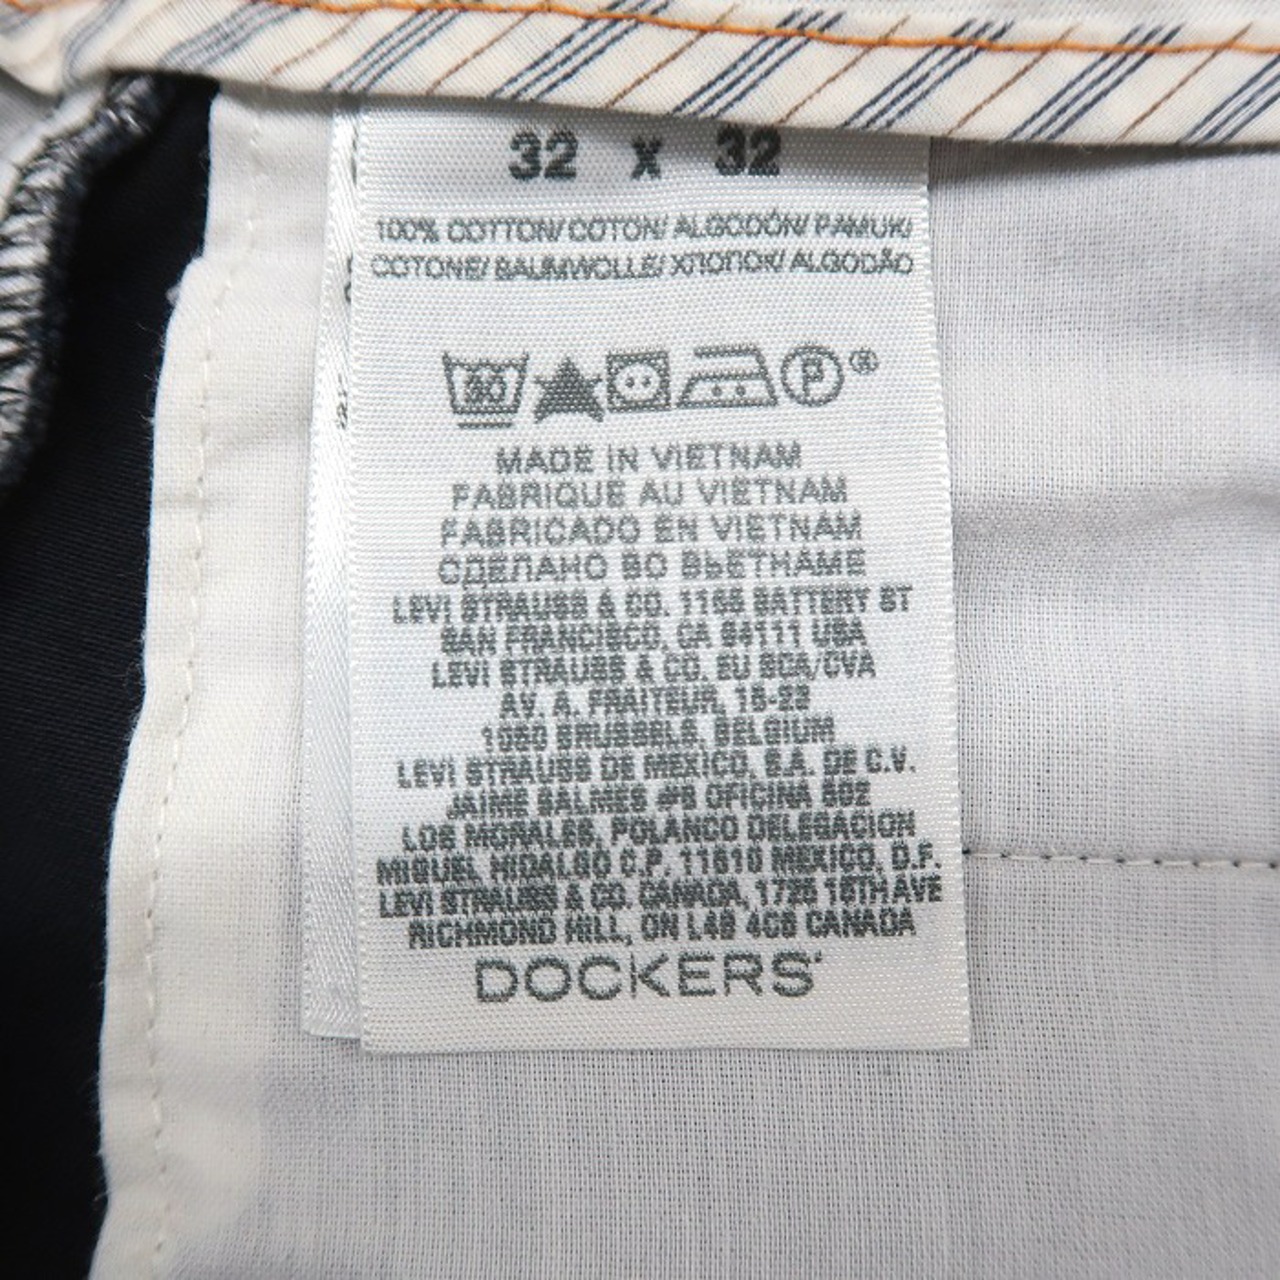 32 x 32
100% COTTON/ COTON/ ALGODÓN/ PAMUK/
COTONE/ BAUMWOLLE/ ХЛОПОК/ ALGODÃO
P ®
MADE IN VIETNAM
FABRIQUE AU VIETNAM
FABRICADO EN VIETNAM
СДЕЛАНО ВО ВЬЕТНАМЕ
LEVI STRAUSS & CO. 1155 BATTERY ST
SAN FRANCISCO, CA 94111 USA
LEVI STRAUSS & CO. EU SCA/CVA
AV. A. FRAITEUR, 15-23
1050 BRUSSELS, BELGIUM
LEVI STRAUSS DE MEXICO, S.A. DE C.V.
JAIME BALMES #8 OFICINA 602
LOS MORALES, POLANCO DELEGACION
MIGUEL HIDALGO C.P. 11510 MEXICO, D.F.
LEVI STRAUSS & CO. CANADA, 1725 16TH AVE
RICHMOND HILL, ON L4B 4C6 CANADA
DOCKERS